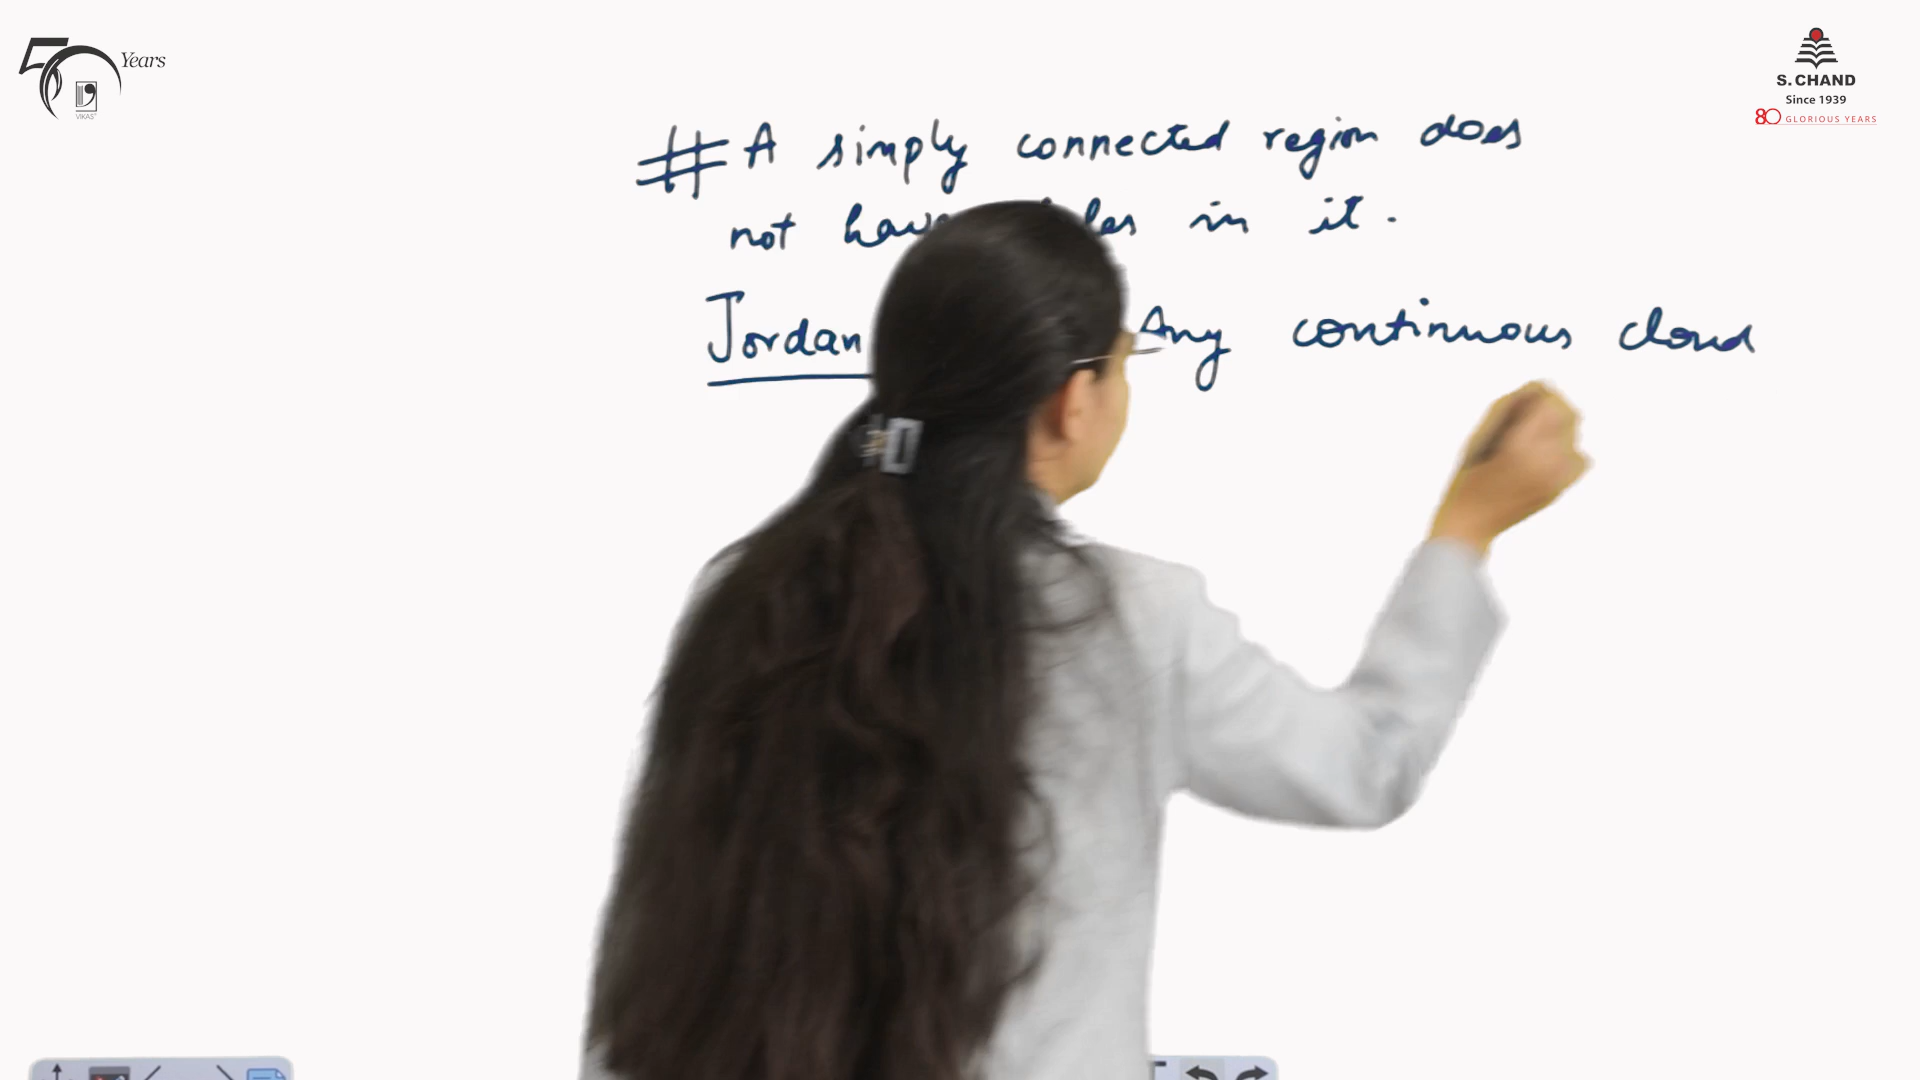 50 Years
VIKAS
S. CHAND
Since 1939
80 GLORIOUS YEARS
# A simply connected region does
not have in it.
Jordan Any continuous cloud